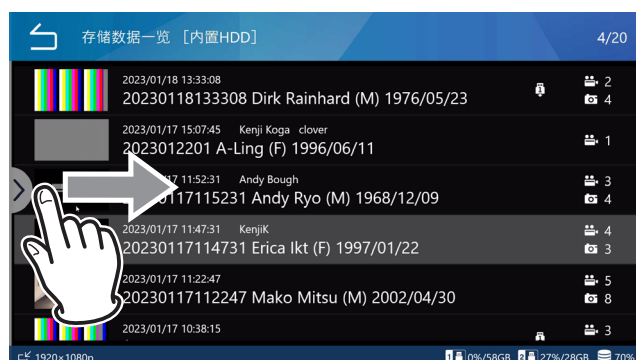 存储数据一览 [内置HDD] 4/20
2023/01/18 13:33:08
20230118133308 Dirk Rainhard (M) 1976/05/23
1
2
4
2023/01/17 15:07:45 Kenji Koga clover
2023012201 A-Ling (F) 1996/06/11
1
17 11:52:31 Andy Bough
0117115231 Andy Ryo (M) 1968/12/09
3
4
2023/01/17 11:47:31 KenjiK
20230117114731 Erica Ikt (F) 1997/01/22
4
3
2023/01/17 11:22:47
20230117112247 Mako Mitsu (M) 2002/04/30
5
8
2023/01/17 10:38:15
3
1920×1080p 1 0%/58GB 2 27%/28GB 70%